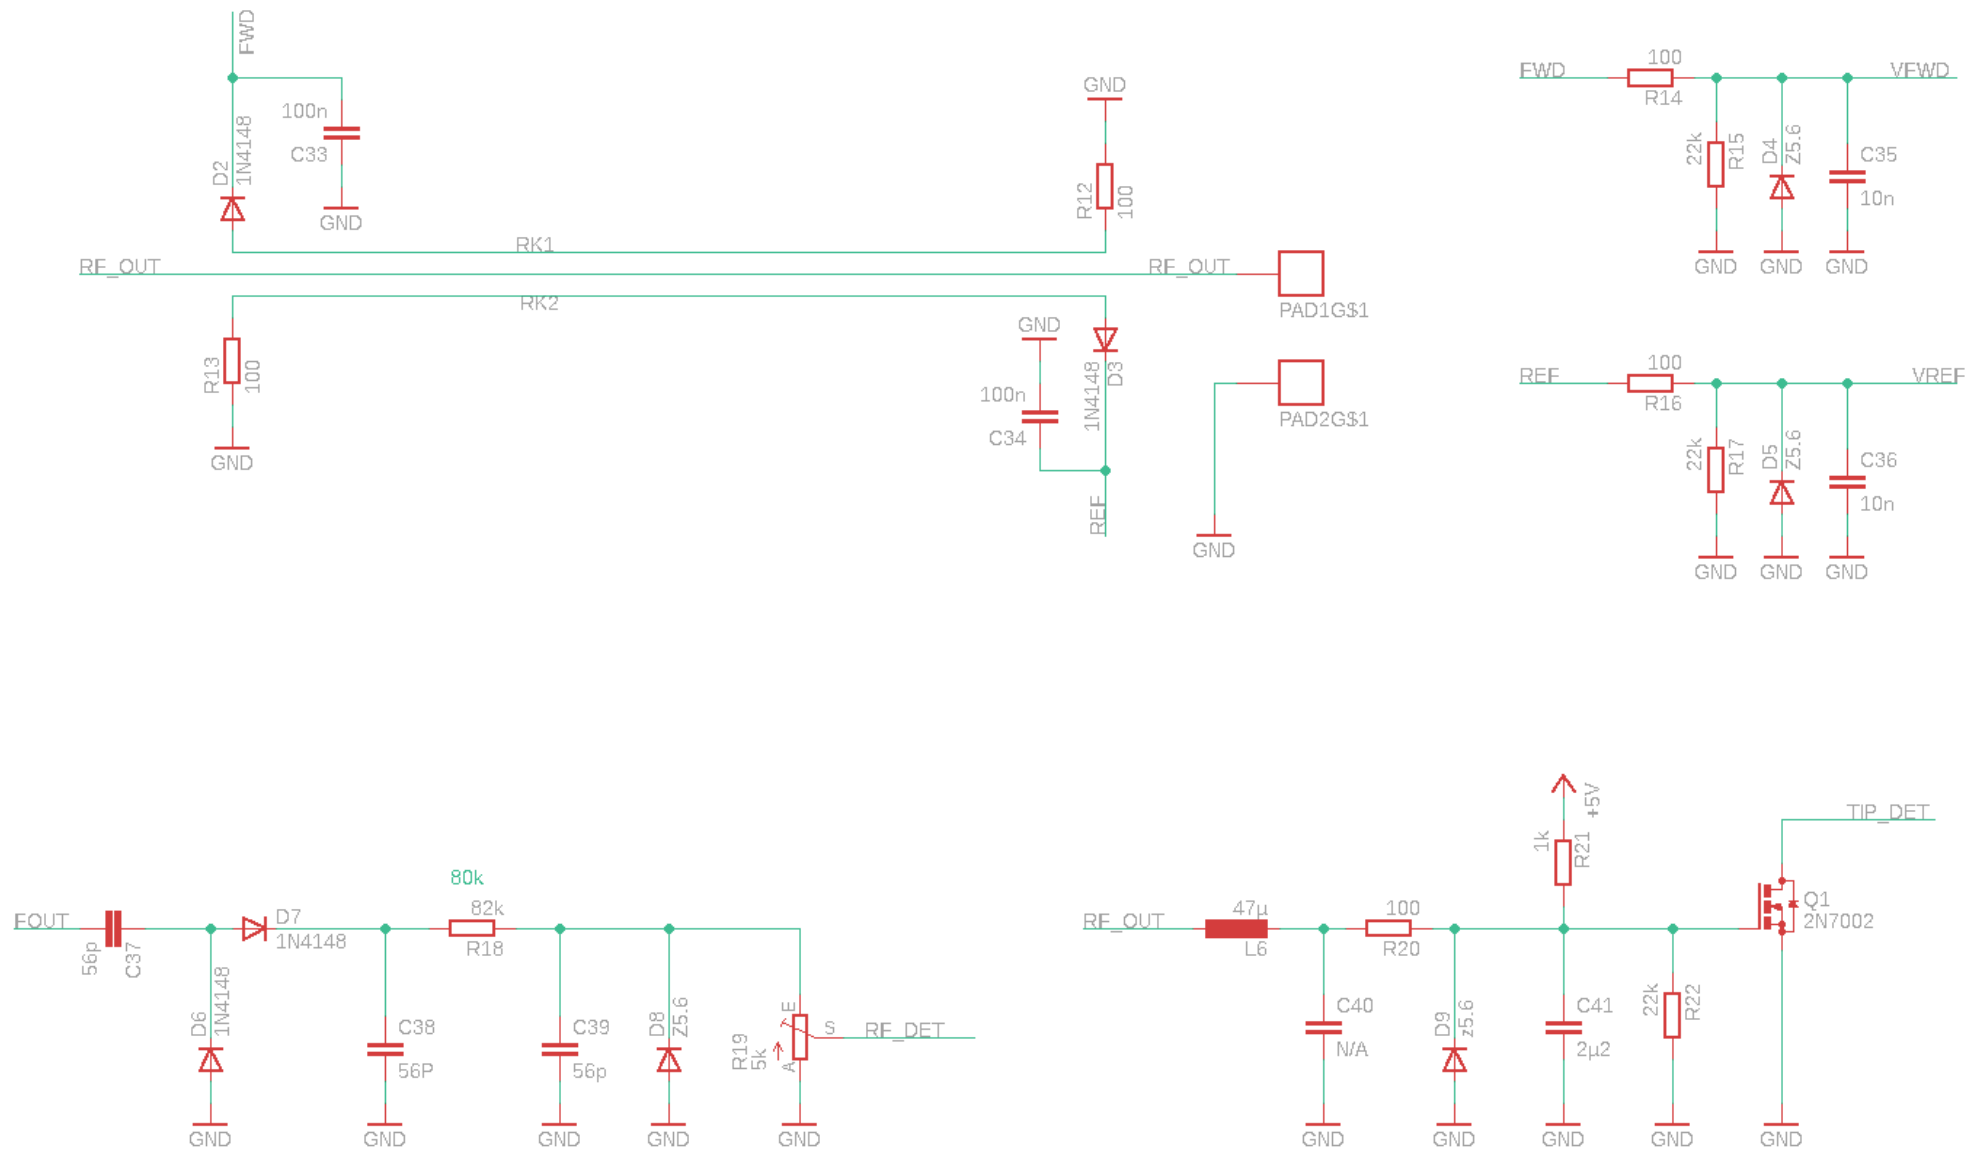 FWD
100n
C33
GND
D2
1N4148
GND
R12
100
RK1
RF_OUT
RF_OUT
PAD1G$1
RK2
R13
100
GND
GND
100n
C34
1N4148
D3
REF
PAD2G$1
GND
FWD
100
R14
VFWD
22k
R15
D4
Z5.6
C35
10n
GND
GND
GND
REF
100
R16
VREF
22k
R17
D5
Z5.6
C36
10n
GND
GND
GND
FOUT
56p
C37
D7
1N4148
D6
1N4148
80k
82k
R18
C38
56P
C39
56p
D8
Z5.6
R19
5k
E
S
A
RF_DET
GND
GND
GND
GND
GND
RF_OUT
47µ
L6
100
R20
C40
N/A
D9
z5.6
+5V
1k
R21
C41
2µ2
22k
R22
TIP_DET
Q1
2N7002
GND
GND
GND
GND
GND